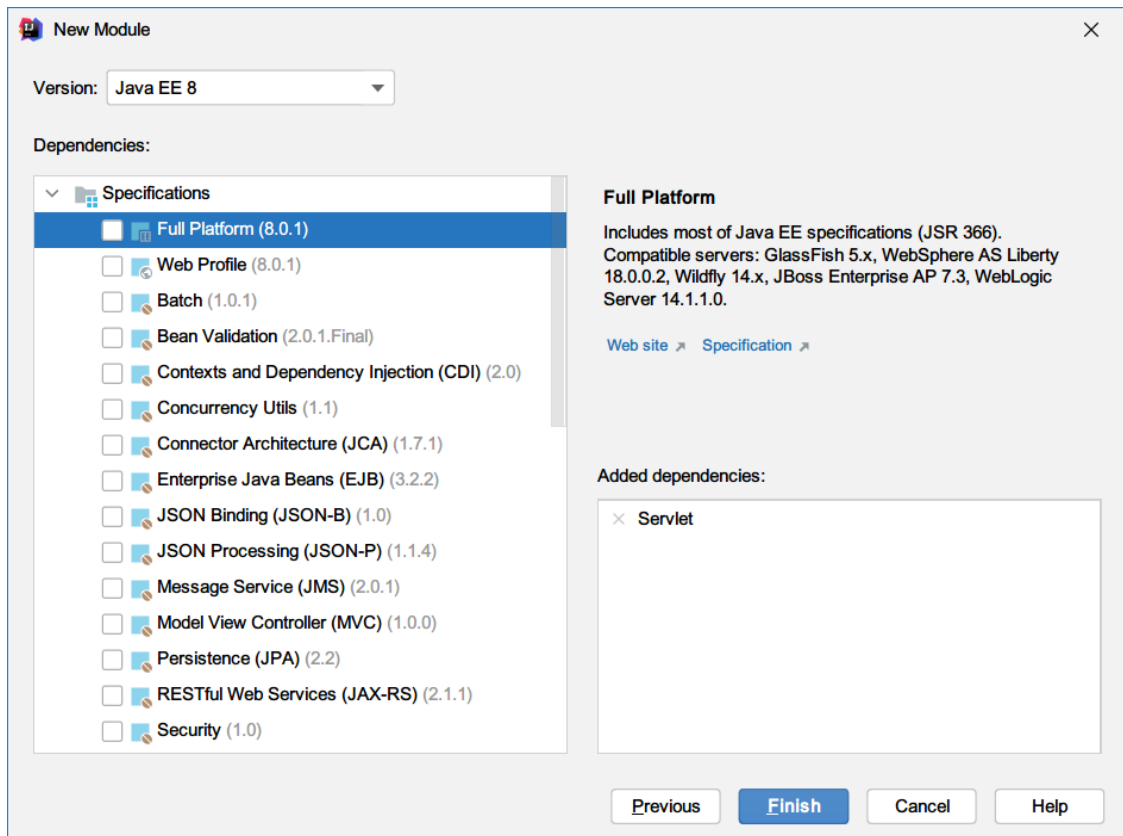 New Module
Version: Java EE 8
Dependencies:
Specifications
Full Platform (8.0.1)
Web Profile (8.0.1)
Batch (1.0.1)
Bean Validation (2.0.1.Final)
Contexts and Dependency Injection (CDI) (2.0)
Concurrency Utils (1.1)
Connector Architecture (JCA) (1.7.1)
Enterprise Java Beans (EJB) (3.2.2)
JSON Binding (JSON-B) (1.0)
JSON Processing (JSON-P) (1.1.4)
Message Service (JMS) (2.0.1)
Model View Controller (MVC) (1.0.0)
Persistence (JPA) (2.2)
RESTful Web Services (JAX-RS) (2.1.1)
Security (1.0)
Full Platform
Includes most of Java EE specifications (JSR 366).
Compatible servers: GlassFish 5.x, WebSphere AS Liberty
18.0.0.2, Wildfly 14.x, JBoss Enterprise AP 7.3, WebLogic
Server 14.1.1.0.
Web site Specification
Added dependencies:
Servlet
Previous Finish Cancel Help